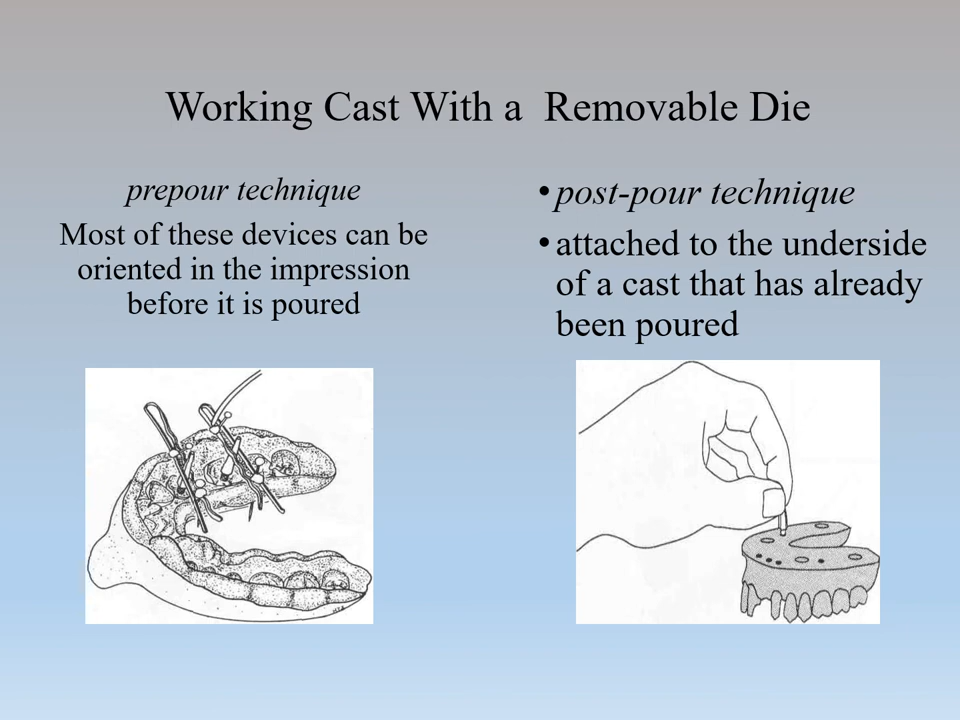 Working Cast With a  Removable Die
prepour technique
Most of these devices can be
oriented in the impression
before it is poured
• post-pour technique
• attached to the underside
of a cast that has already
been poured